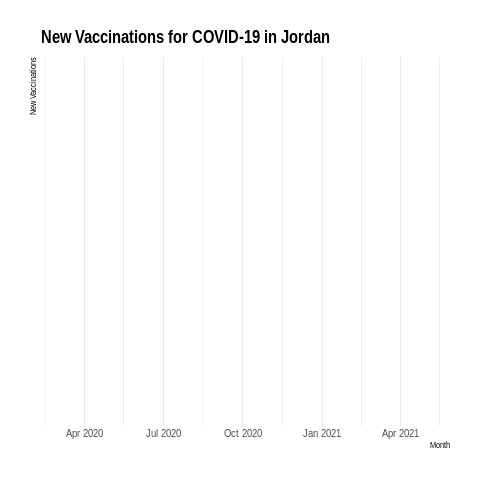 New Vaccinations for COVID-19 in Jordan
New Vaccinations
Apr 2020
Jul 2020
Oct 2020
Jan 2021
Apr 2021
Month